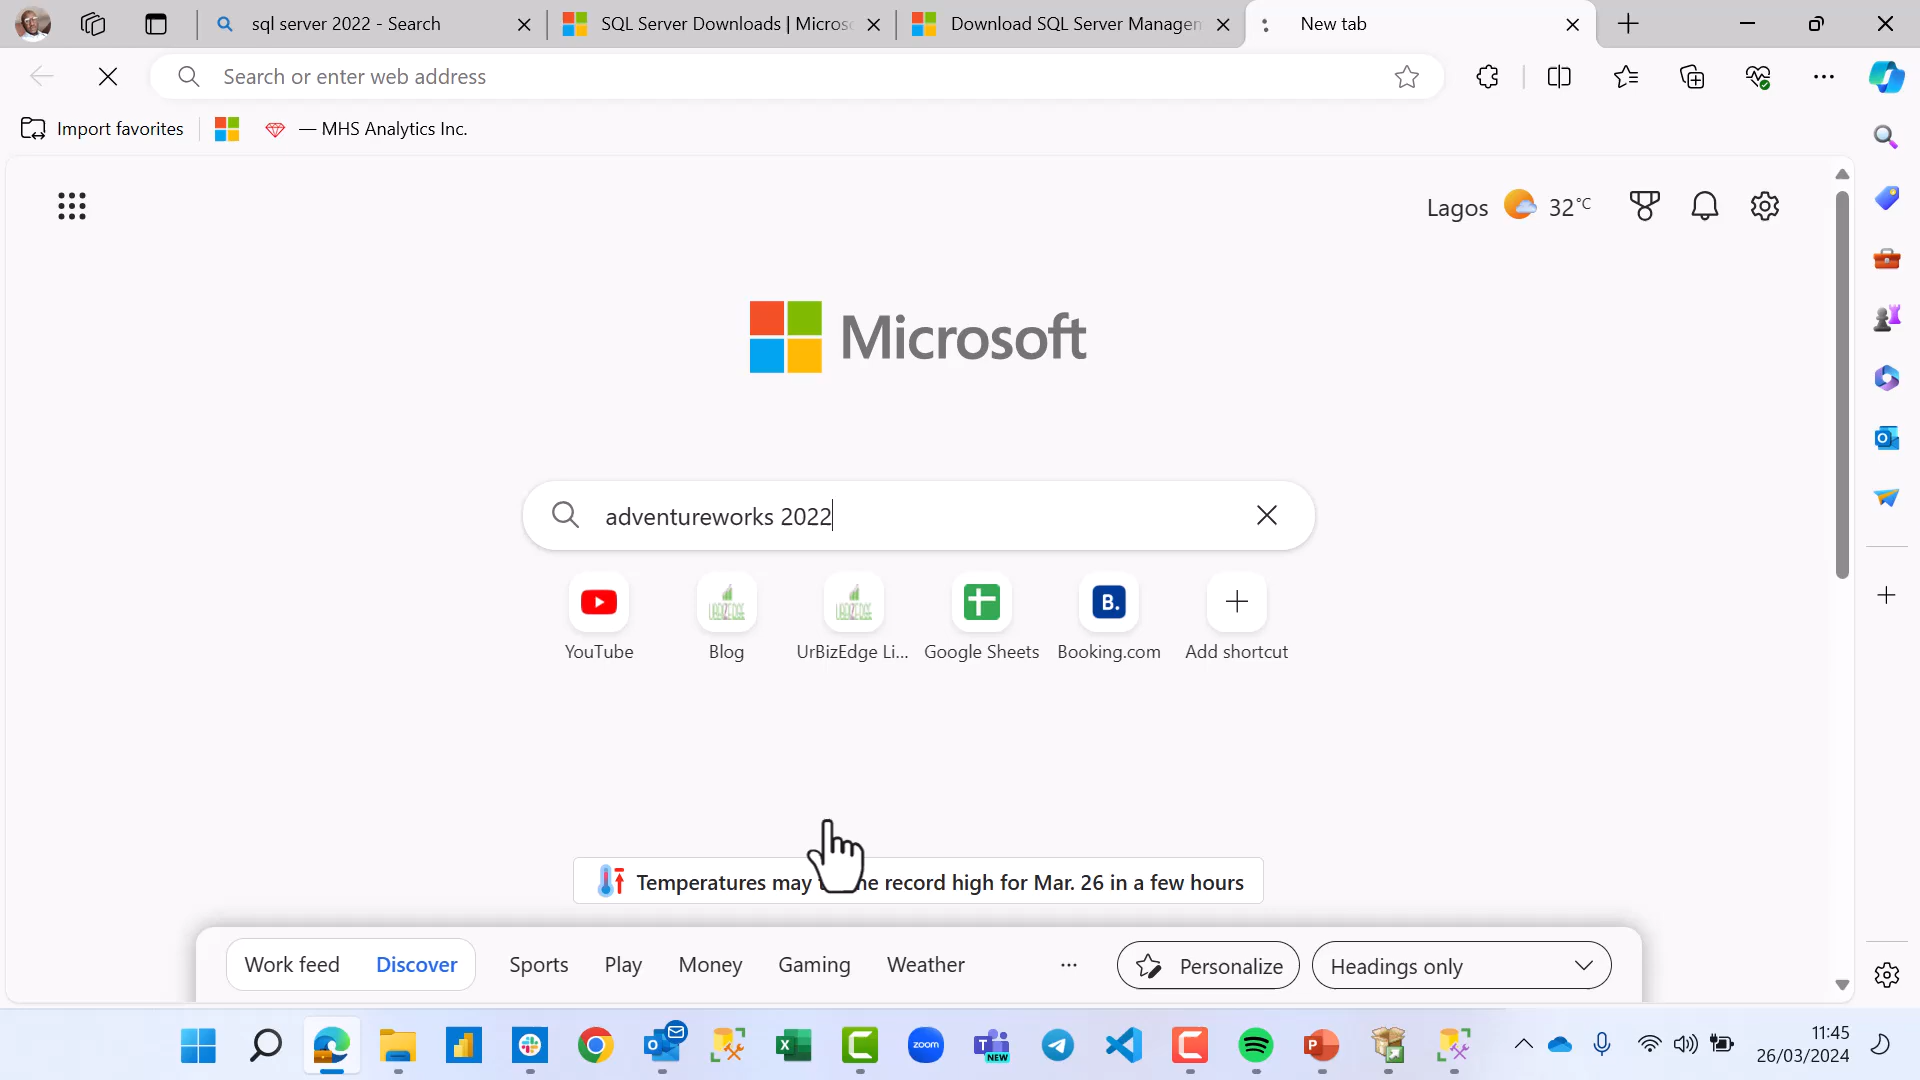 sql server 2022 - Search
SQL Server Downloads | Micros
Download SQL Server Manager
New tab
Search or enter web address
Import favorites
— MHS Analytics Inc.
Lagos
32°C
Microsoft
adventureworks 2022
YouTube
Blog
UrBizEdge Li...
Google Sheets
B.
Booking.com
Add shortcut
Temperatures may
e record high for Mar. 26 in a few hours
Work feed
Discover
Sports
Play
Money
Gaming
Weather
...
Personalize
Headings only
zoom
NEW
11:45
26/03/2024